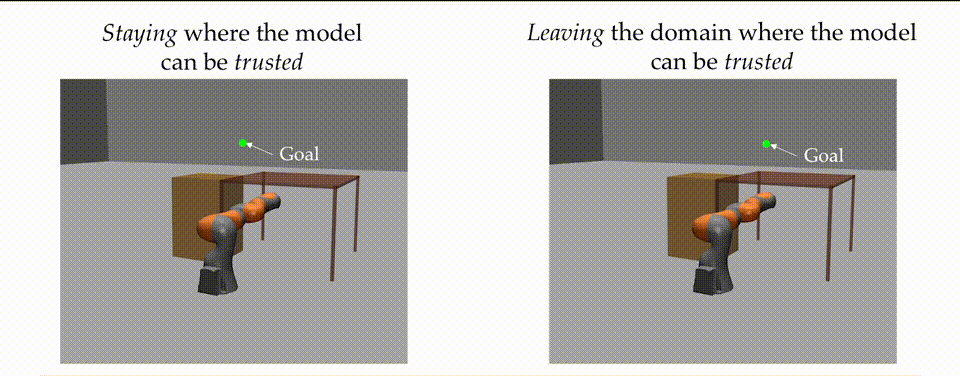 Staying where the model
can be trusted
Goal
Leaving the domain where the model
can be trusted
Goal